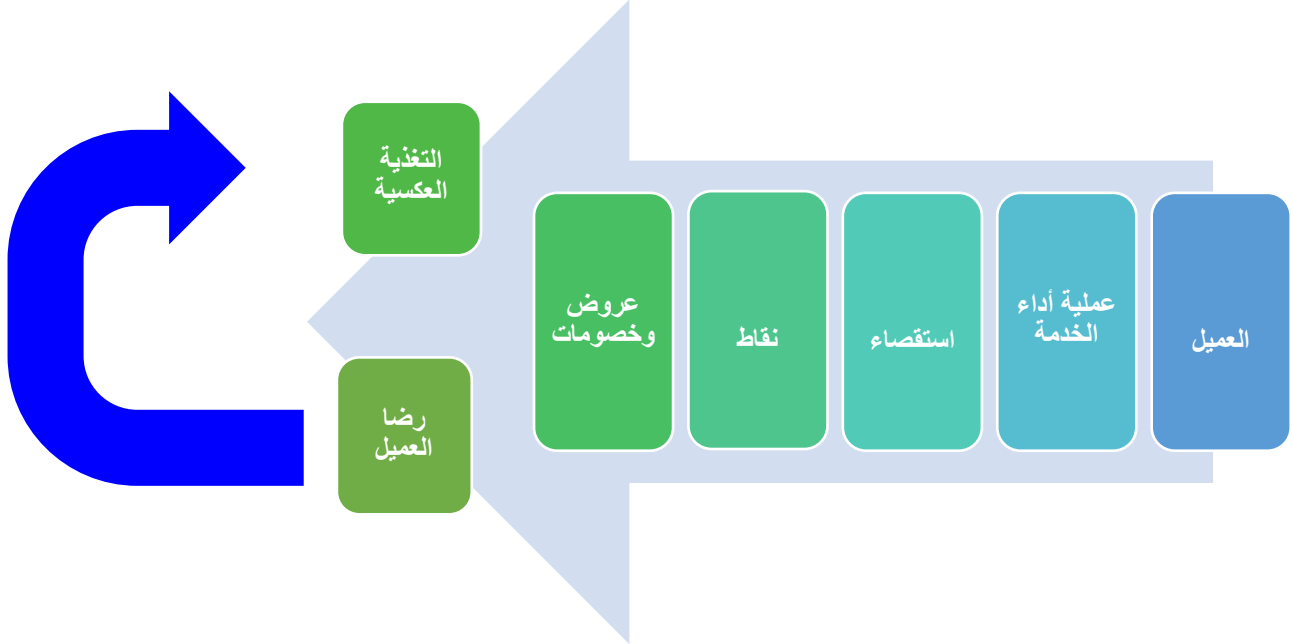 العميل
عملية أداء
الخدمة
استقصاء
نقاط
عروض
وخصومات
التغذية
العكسية
رضا
العميل